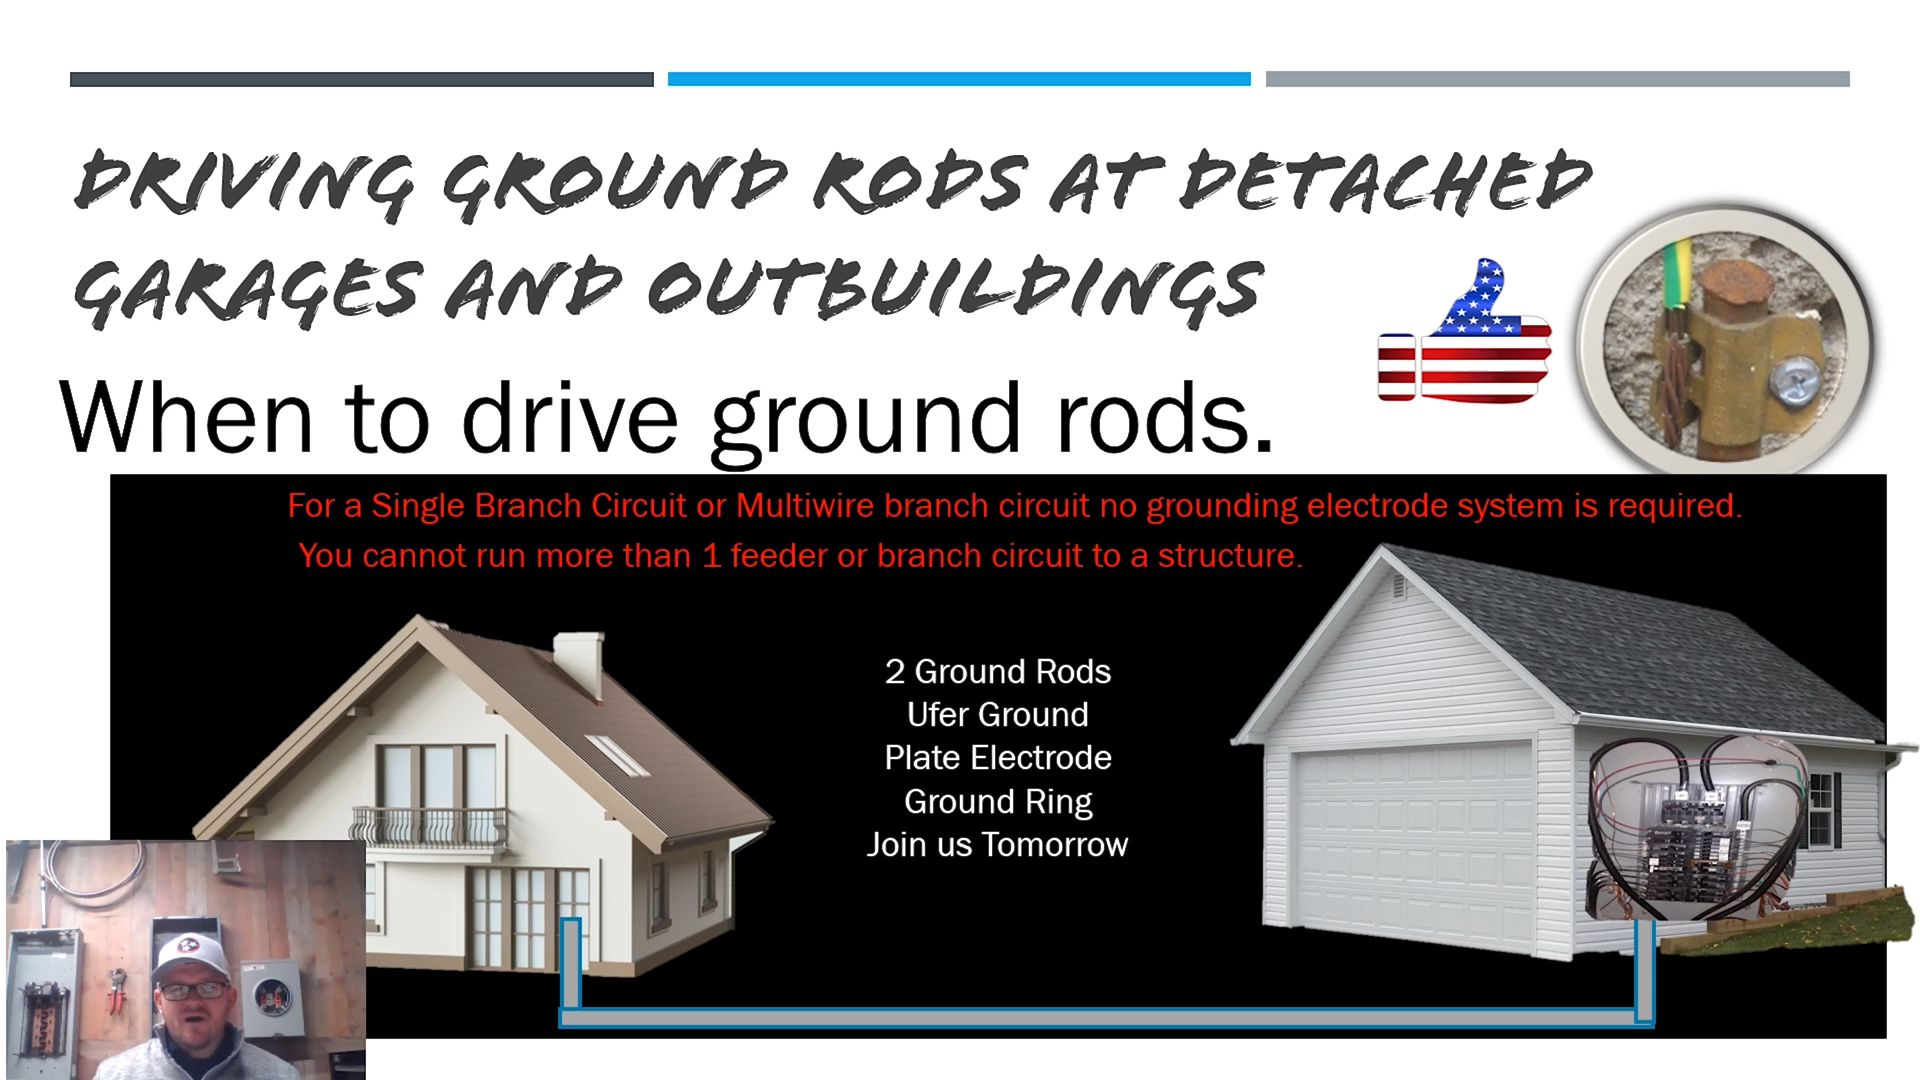 DRIVING GROUND RODS AT DETACHED
GARAGES AND OUTBUILDINGS
When to drive ground rods.
For a Single Branch Circuit or Multiwire branch circuit no grounding electrode system is required.
You cannot run more than 1 feeder or branch circuit to a structure.
2 Ground Rods
Ufer Ground
Plate Electrode
Ground Ring
Join us Tomorrow